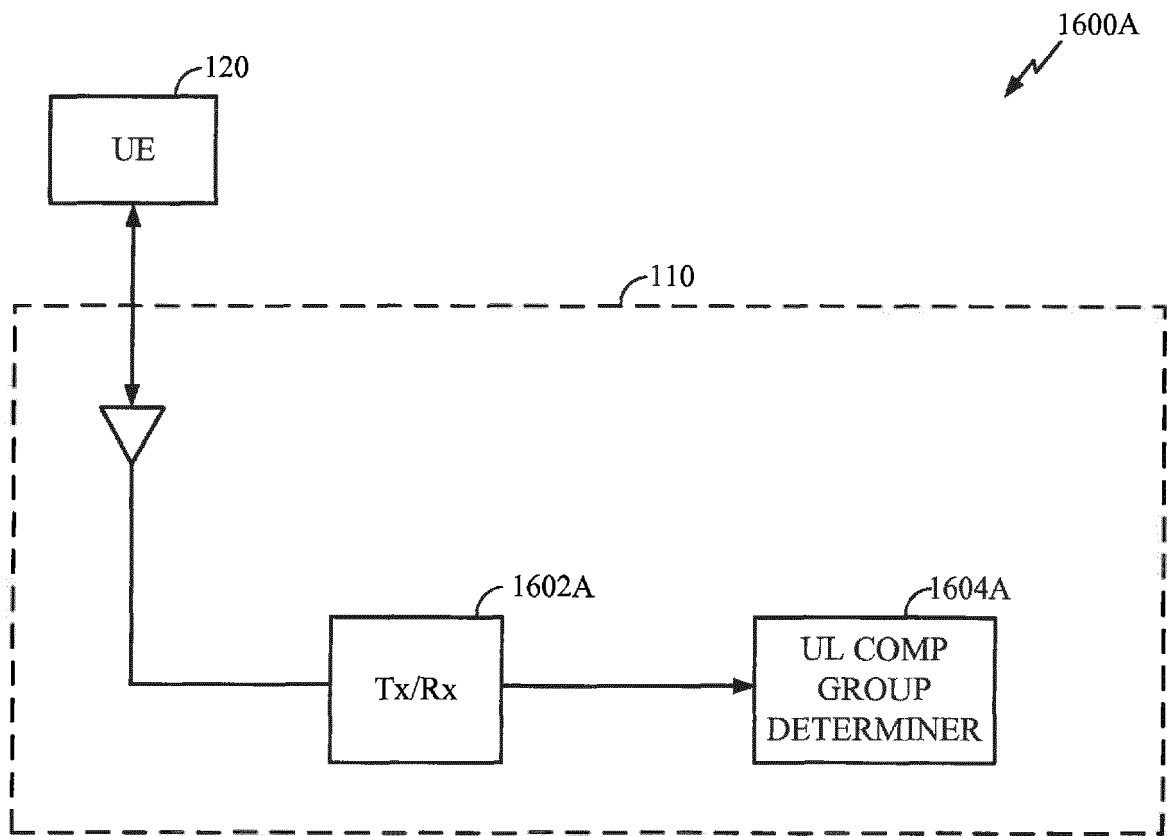 1600A
120
UE
110
1602A
1604A
Tx/Rx
UL COMP
GROUP
DETERMINER